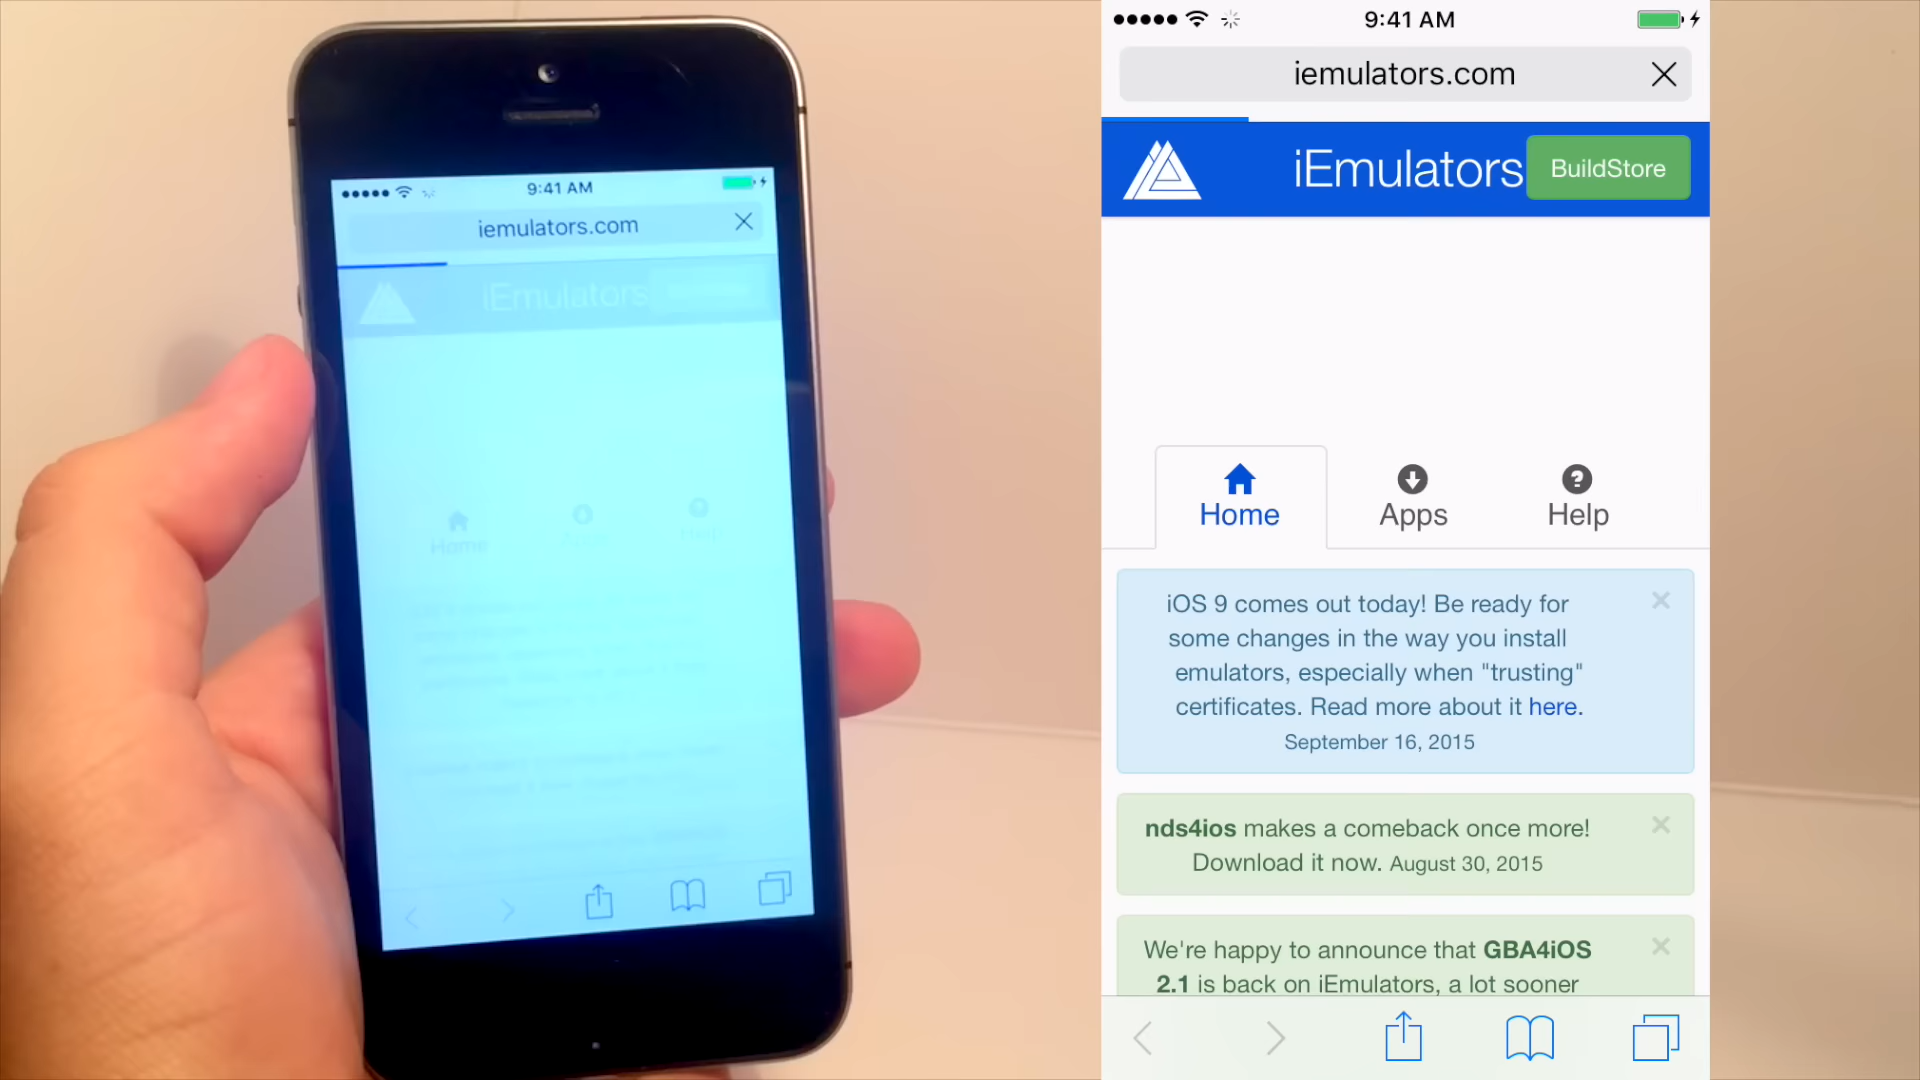 9:41 AM
iemulators.com
iEmulators
Home
9:41 AM
iemulators.com
iEmulators
BuildStore
Home
Apps
Help
iOS 9 comes out today! Be ready for
some changes in the way you install
emulators, especially when "trusting"
certificates. Read more about it here.
September 16, 2015
nds4ios makes a comeback once more!
Download it now. August 30, 2015
We're happy to announce that GBA4iOS
2.1 is back on iEmulators, a lot sooner